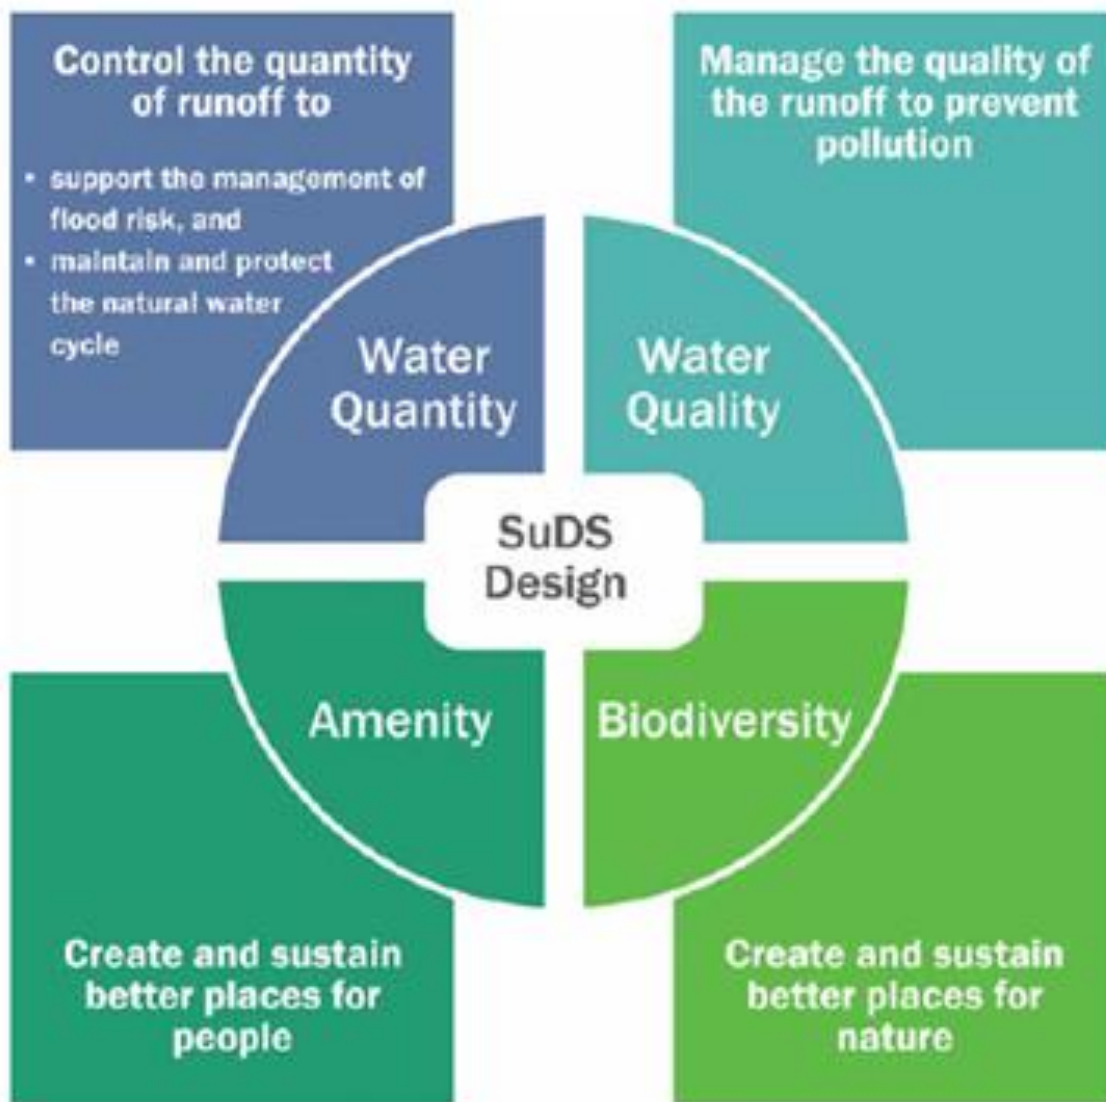 Control the quantity
of runoff to
• support the management of
flood risk, and
• maintain and protect
the natural water
cycle
Manage the quality of
the runoff to prevent
pollution
Water
Quantity
Water
Quality
SuDS
Design
Amenity
Biodiversity
Create and sustain
better places for
people
Create and sustain
better places for
nature